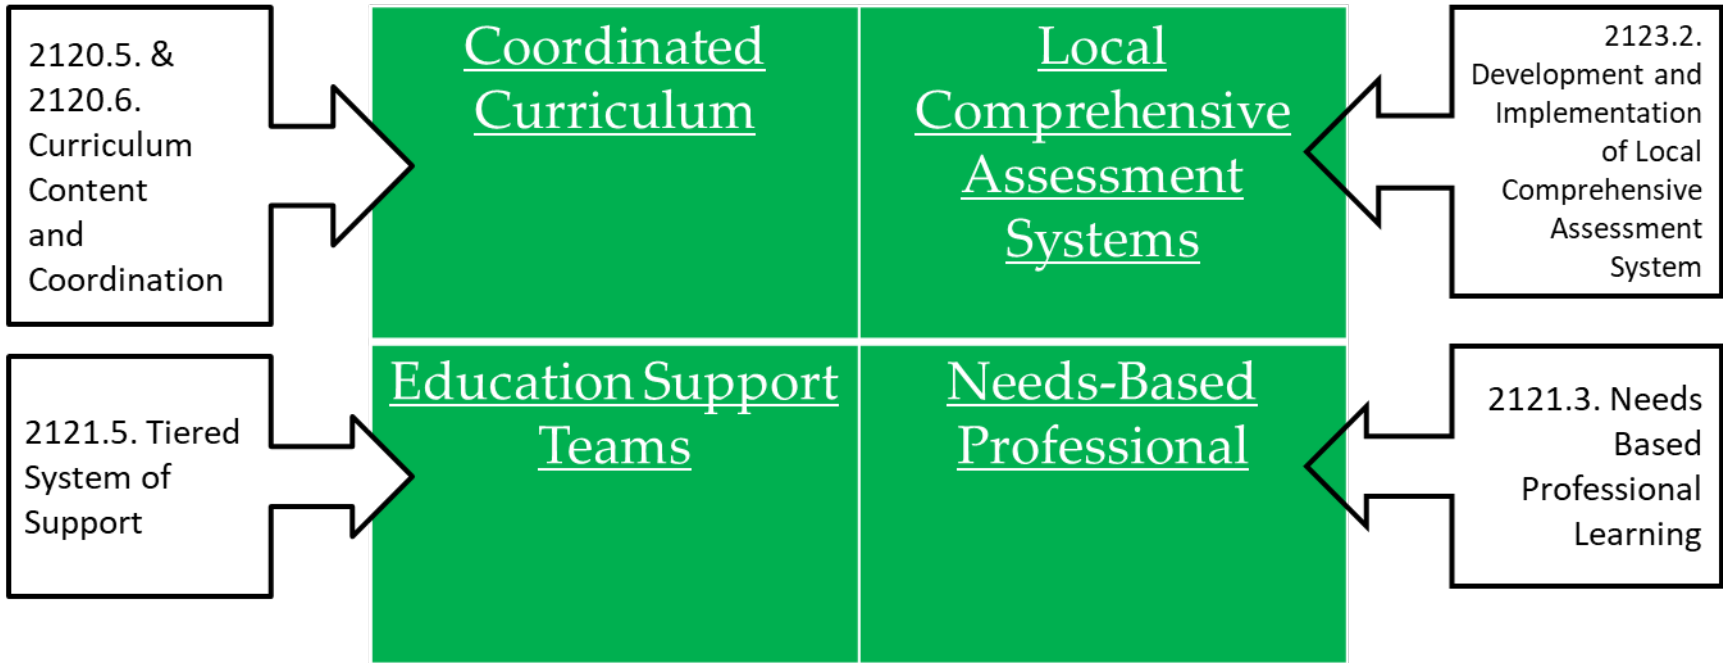 2120.5. &
2120.6.
Curriculum
Content
and
Coordination
Coordinated
Curriculum
Local
Comprehensive
Assessment
Systems
2123.2.
Development and
Implementation
of Local
Comprehensive
Assessment
System
2121.5. Tiered
System of
Support
Education Support
Teams
Needs-Based
Professional
2121.3. Needs
Based
Professional
Learning